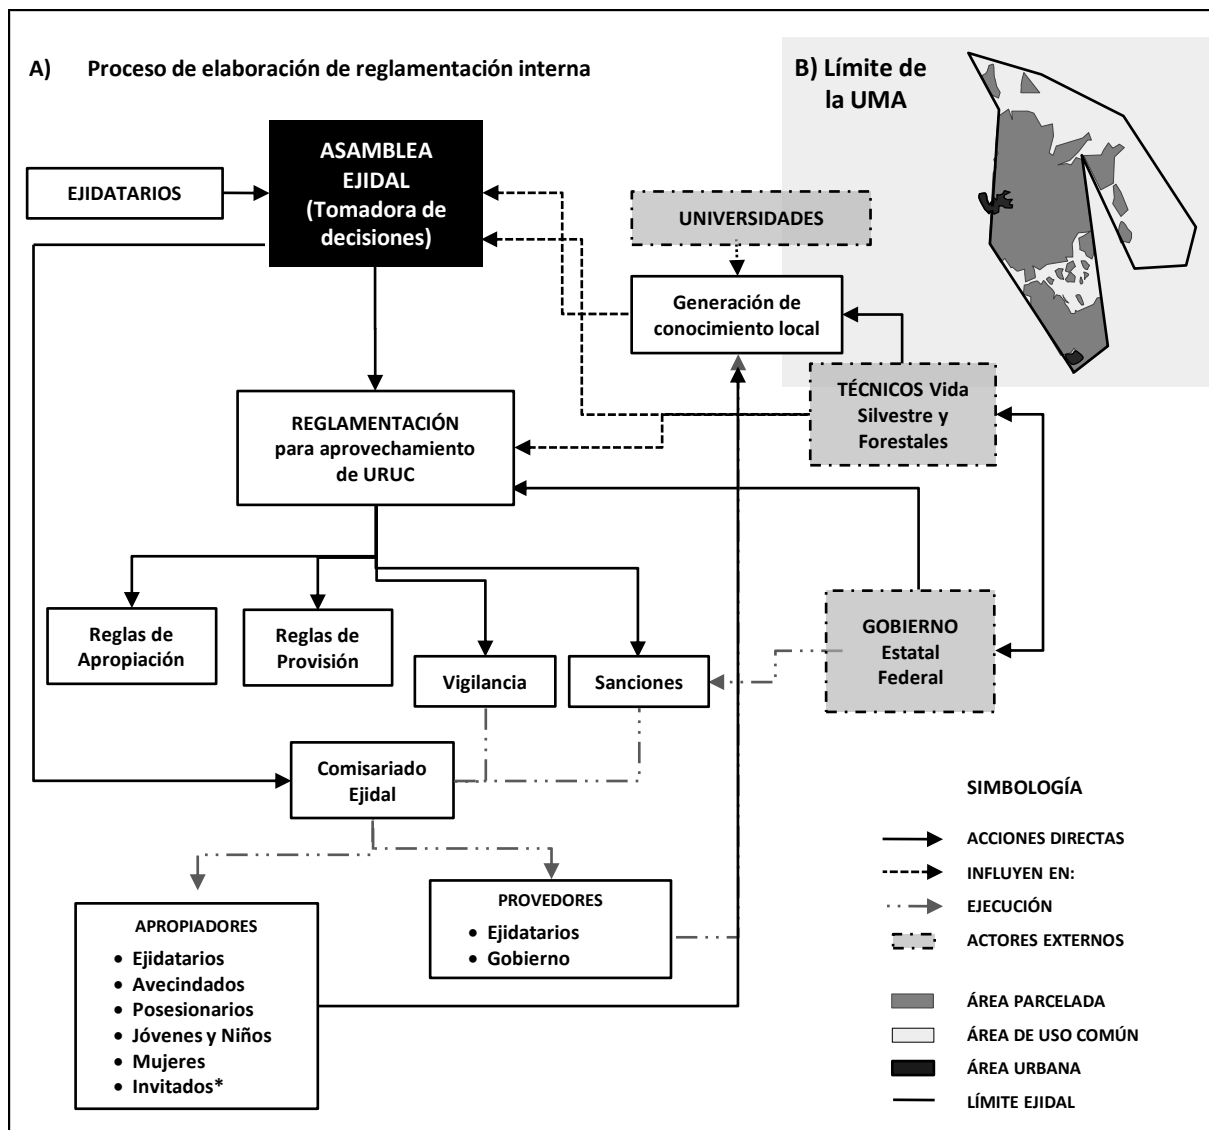 A) Proceso de elaboración de reglamentación interna
B) Límite de
la UMA
ASAMBLEA
EJIDAL
(Tomadora de
decisiones)
EJIDATARIOS
UNIVERSIDADES
Generación de
conocimiento local
TÉCNICOS Vida
Silvestre y
Forestales
REGLAMENTACIÓN
para aprovechamiento
de URUC
GOBIERNO
Estatal
Federal
Reglas de
Apropiación
Reglas de
Provisión
Vigilancia
Sanciones
Comisariado
Ejidal
APROPIADORES
• Ejidatarios
• Avecindados
• Posesionarios
• Jóvenes y Niños
• Mujeres
• Invitados*
PROVEDORES
• Ejidatarios
• Gobierno
SIMBOLOGÍA
ACCIONES DIRECTAS
INFLUYEN EN:
EJECUCIÓN
ACTORES EXTERNOS
ÁREA PARCELADA
ÁREA DE USO COMÚN
ÁREA URBANA
LÍMITE EJIDAL